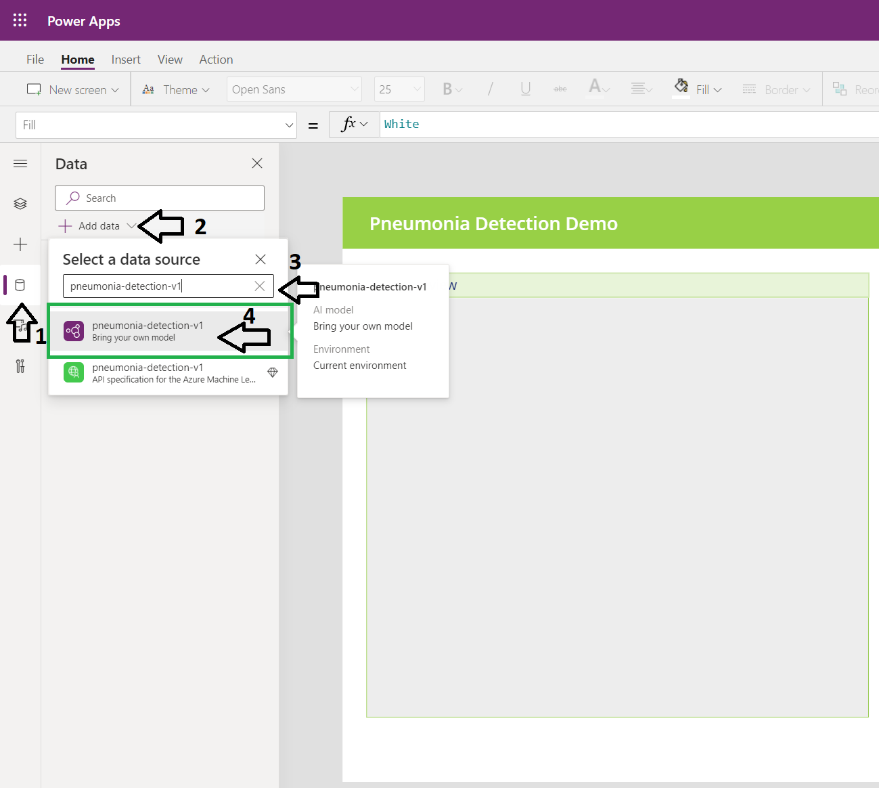 Power Apps
File Home Insert View Action
New screen Theme Open Sans 25 B / U abc A Fill Border Reor
Fill = fx White
Data
Search
Add data 2
Pneumonia Detection Demo
Select a data source
3
pneumonia-detection-v1
pneumonia-detection-v1
4
pneumonia-detection-v1
Bring your own model
AI model
Bring your own model
1
Environment
Current environment
pneumonia-detection-v1
API specification for the Azure Machine Le...